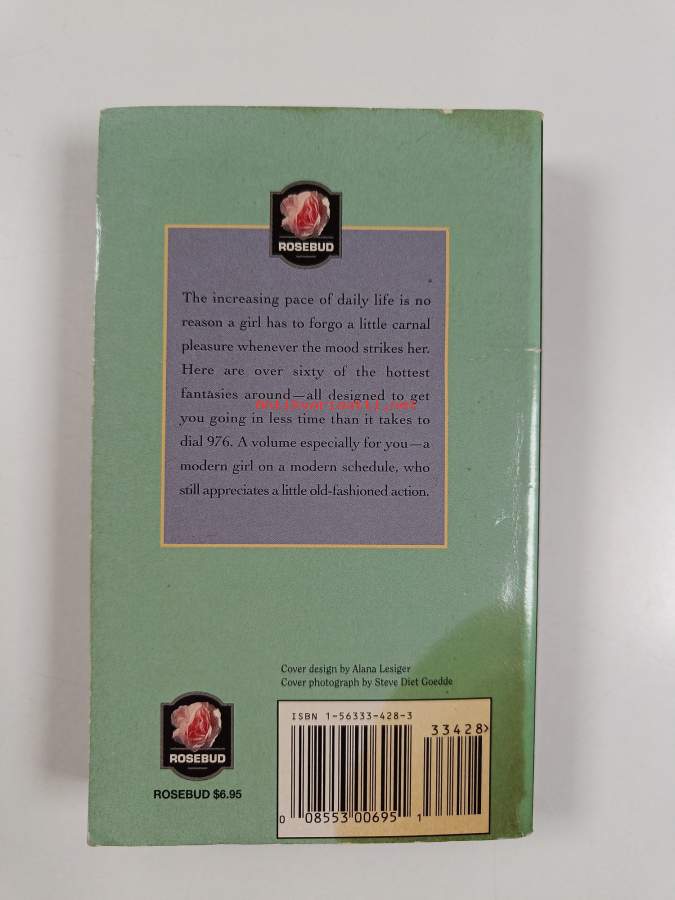 ROSEBUD
The increasing pace of daily life is no
reason a girl has to forgo a little carnal
pleasure whenever the mood strikes her.
Here are over sixty of the hottest
fantasies around—all designed to get
you going in less time than it takes to
dial 976. A volume especially for you—a
modern girl on a modern schedule, who
still appreciates a little old-fashioned action.
Cover design by Alana Lesiger
Cover photograph by Steve Diet Goedde
ISBN 1-56333-428-3
33428>
0 08553 00695 1
ROSEBUD
ROSEBUD $6.95